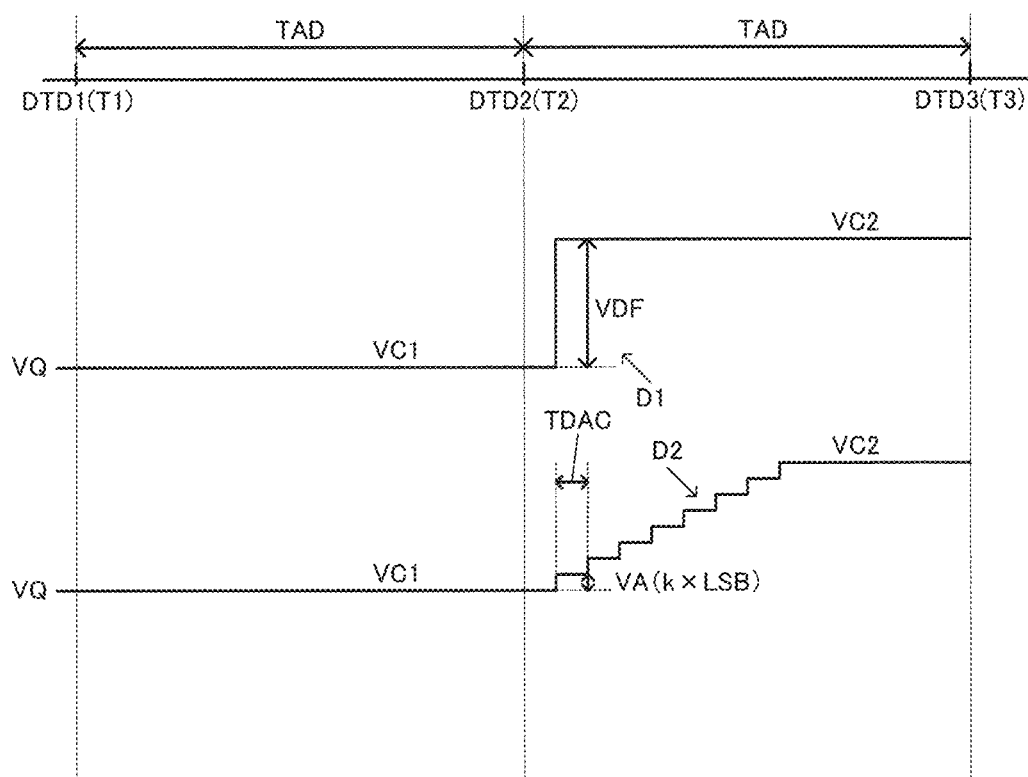 TAD
TAD
DTD1(T1)
DTD2(T2)
DTD3(T3)
VC2
VDF
VC1
VQ
D1
TDAC
D2
VC2
VC1
VA(k×LSB)
VQ